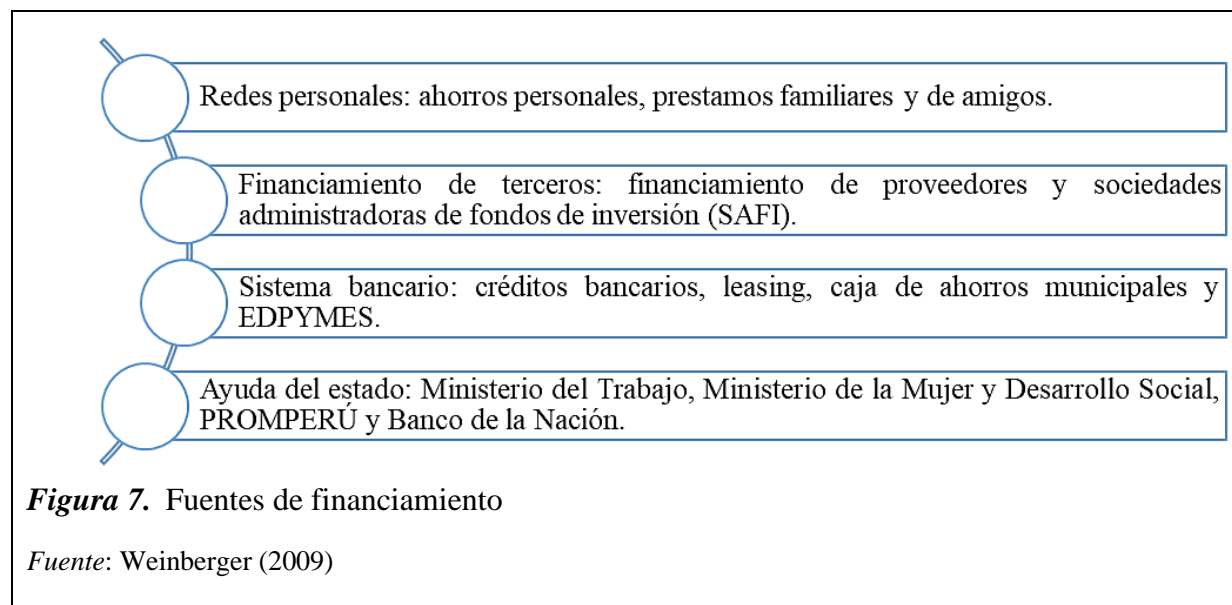 Redes personales: ahorros personales, prestamos familiares y de amigos.
Financiamiento de terceros: financiamiento de proveedores y sociedades
administradoras de fondos de inversión (SAFI).
Sistema bancario: créditos bancarios, leasing, caja de ahorros municipales y
EDPYMES.
Ayuda del estado: Ministerio del Trabajo, Ministerio de la Mujer y Desarrollo Social,
PROMPERÚ y Banco de la Nación.
Figura 7. Fuentes de financiamiento
Fuente: Weinberger (2009)